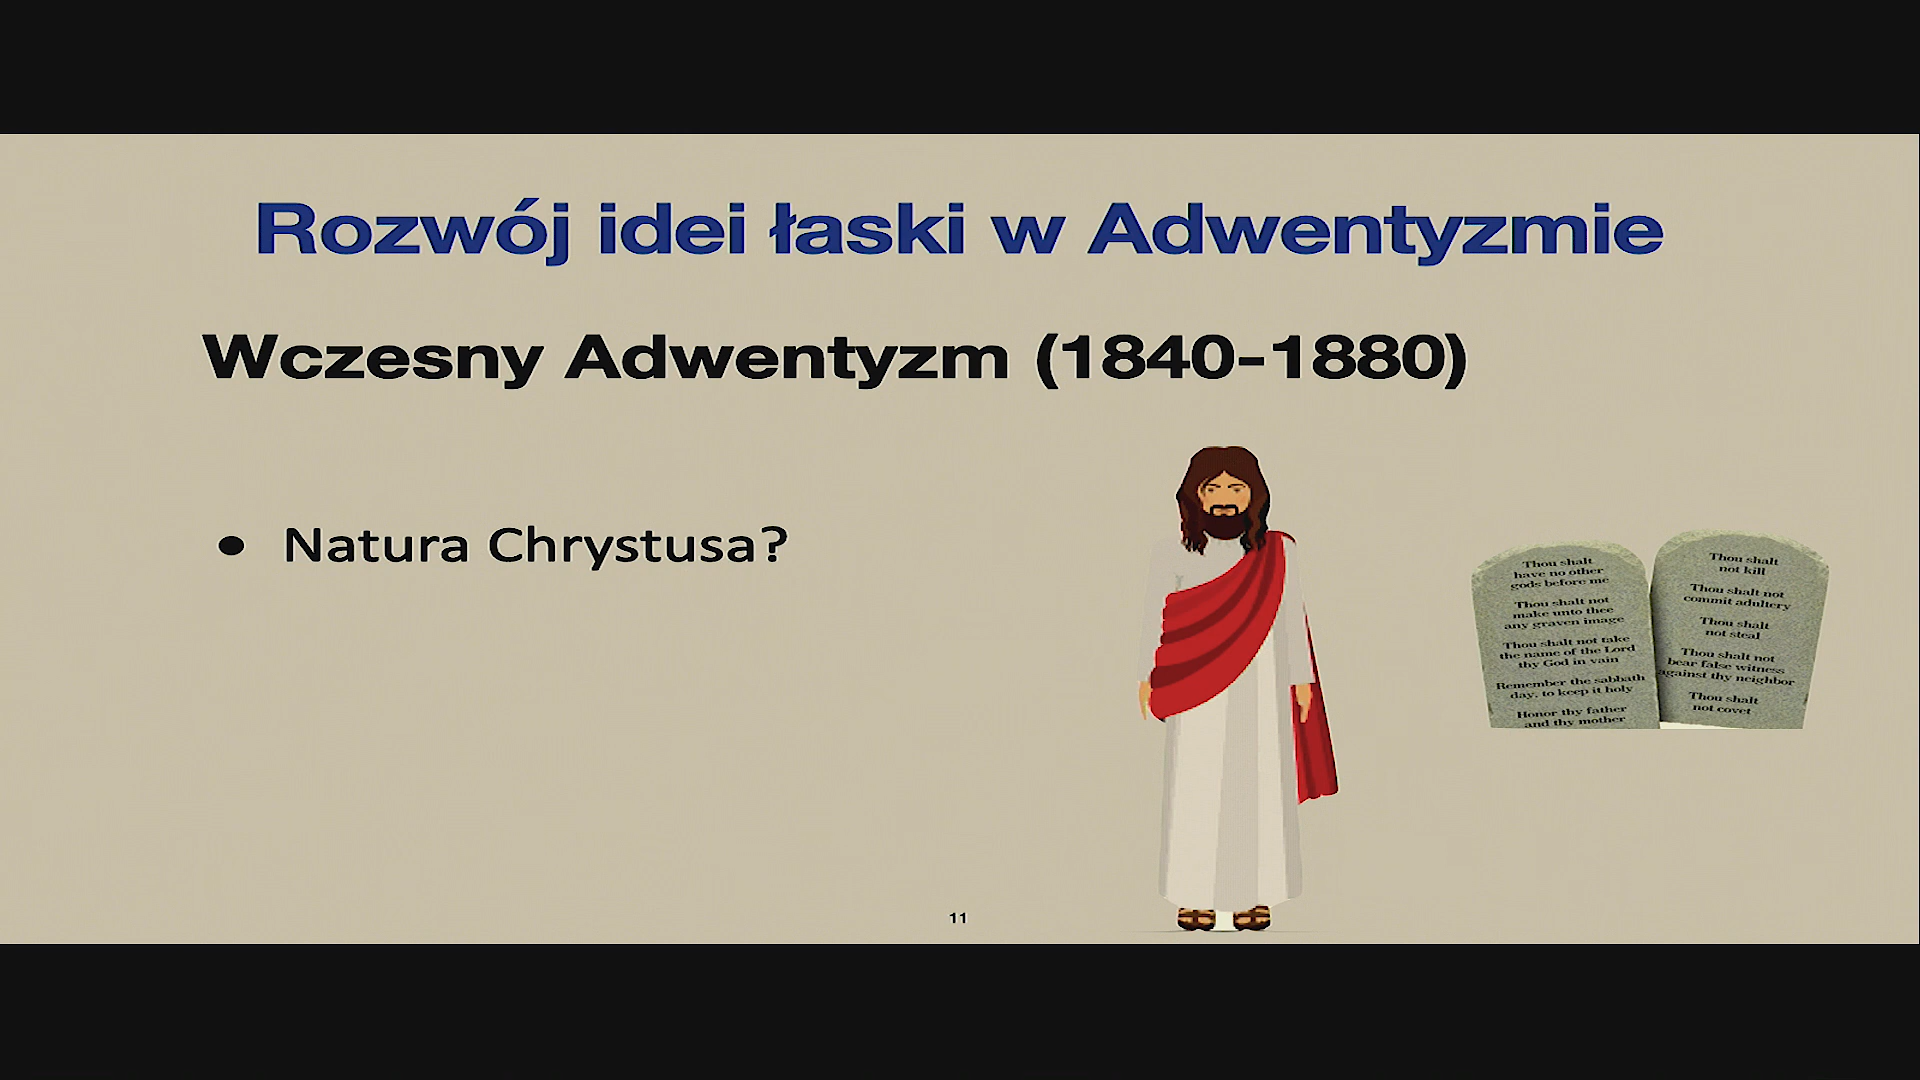 Rozwój idei łaski w Adwentyzmie
Wczesny Adwentyzm (1840-1880)
● Natura Chrystusa?
Thou shalt
have no other
gods before me
Thou shalt not
make unto thee
any graven image
Thou shalt not take
the name of the Lord
thy God in vain
Remember the sabbath
day, to keep it holy
Honor thy father
and thy mother
Thou shalt
not kill
Thou shalt not
commit adultery
Thou shalt
not steal
Thou shalt not
bear false witness
against thy neighbor
Thou shalt
not covet
11